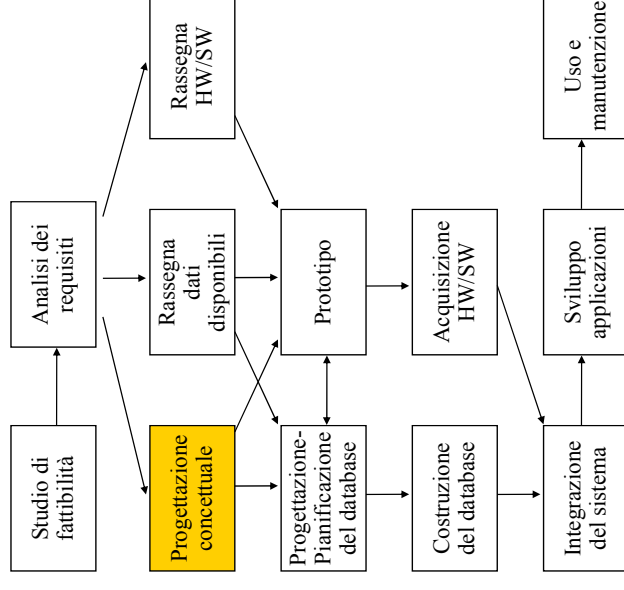 Studio di
fattibilità
Analisi dei
requisiti
Progettazione
concettuale
Rassegna
dati
disponibili
Rassegna
HW/SW
Progettazione-
Pianificazione
del database
Prototipo
Costruzione
del database
Acquisizione
HW/SW
Integrazione
del sistema
Sviluppo
applicazioni
Uso e
manutenzione